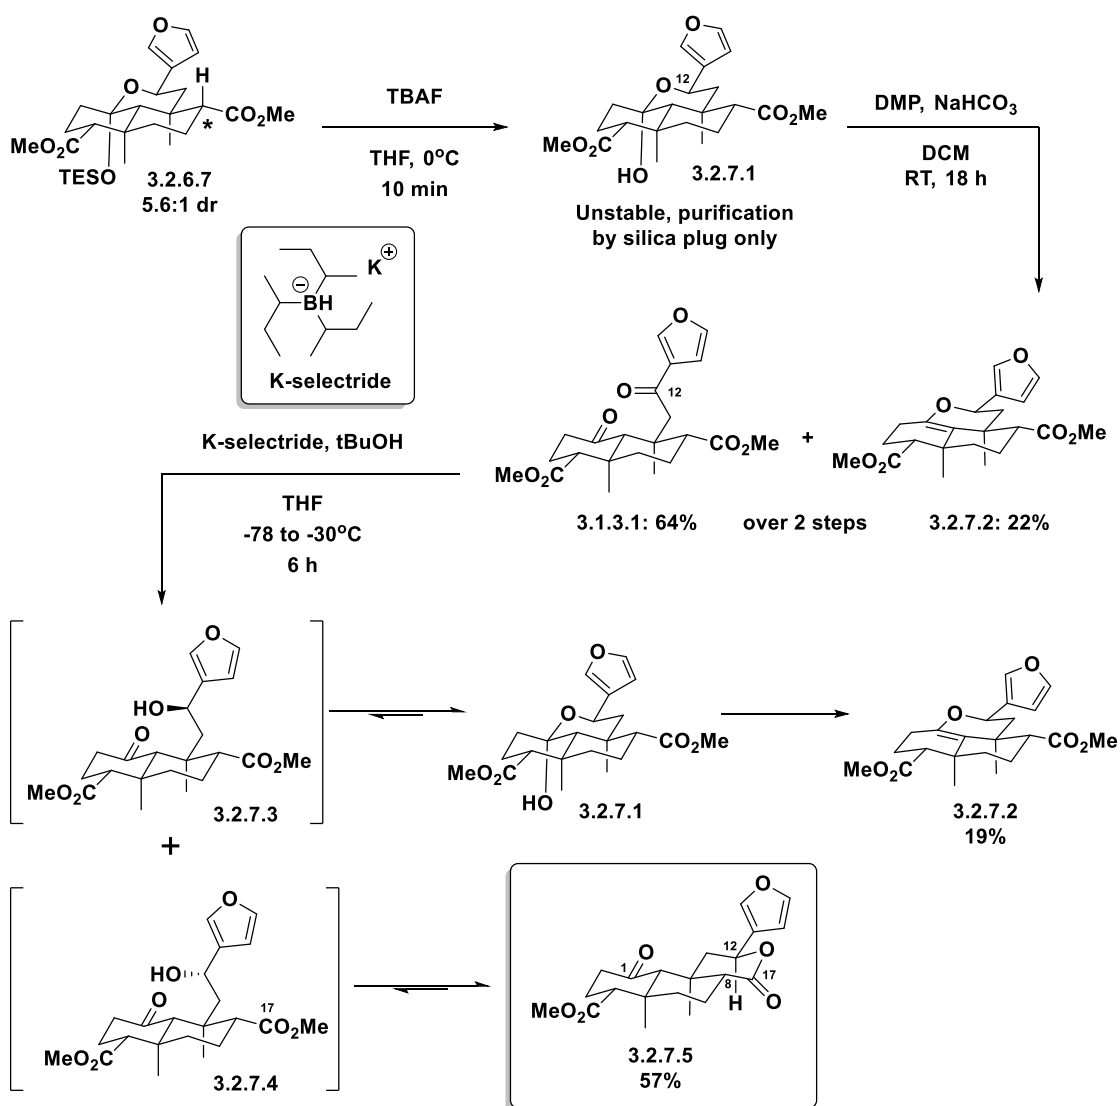 O
H
O
CO2Me
*
MeO2C
TESO
3.2.6.7
5.6:1 dr
TBAF
THF, 0oC
10 min
O
12
O
CO2Me
MeO2C
HO
3.2.7.1
Unstable, purification
by silica plug only
DMP, NaHCO3
DCM
RT, 18 h
K
+
−
BH
K-selectride
K-selectride, tBuOH
THF
-78 to -30oC
6 h
O
O
12
O
CO2Me
MeO2C
3.1.3.1: 64%
+
over 2 steps
O
O
CO2Me
MeO2C
3.2.7.2: 22%
O
HO
O
CO2Me
MeO2C
3.2.7.3
+
O
O
CO2Me
MeO2C
HO
3.2.7.1
O
O
CO2Me
MeO2C
3.2.7.2
19%
O
HO
O
17
CO2Me
MeO2C
3.2.7.4
O
12
O
O
1
17
8
H
O
MeO2C
3.2.7.5
57%